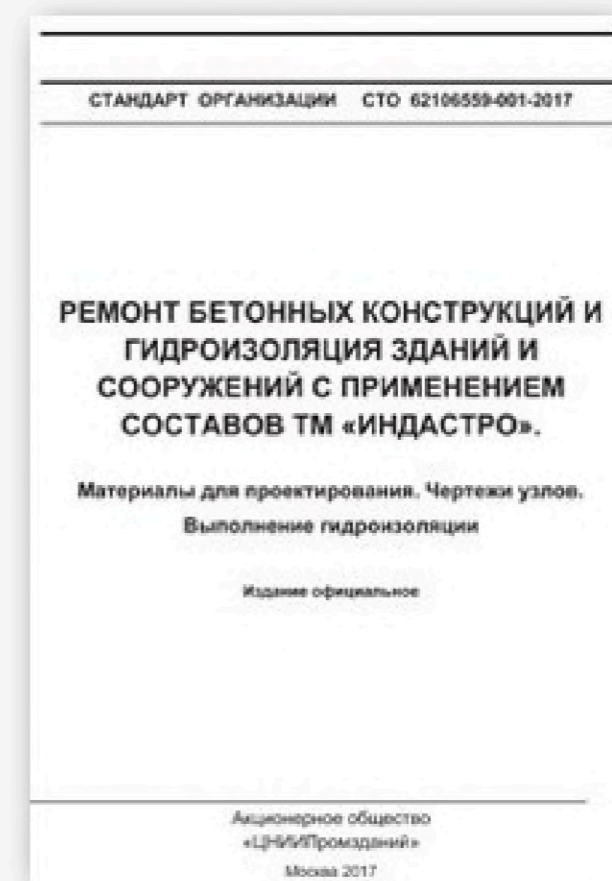 СТАНДАРТ ОРГАНИЗАЦИИ СТО 62106559-001-2017
РЕМОНТ БЕТОННЫХ КОНСТРУКЦИЙ И
ГИДРОИЗОЛЯЦИЯ ЗДАНИЙ И
СООРУЖЕНИЙ С ПРИМЕНЕНИЕМ
СОСТАВОВ ТМ «ИНДАСТРО».
Материалы для проектирования. Чертежи узлов.
Выполнение гидроизоляции
Издание официальное
Акционерное общество
«ЦНИИПромзданий»
Москва 2017